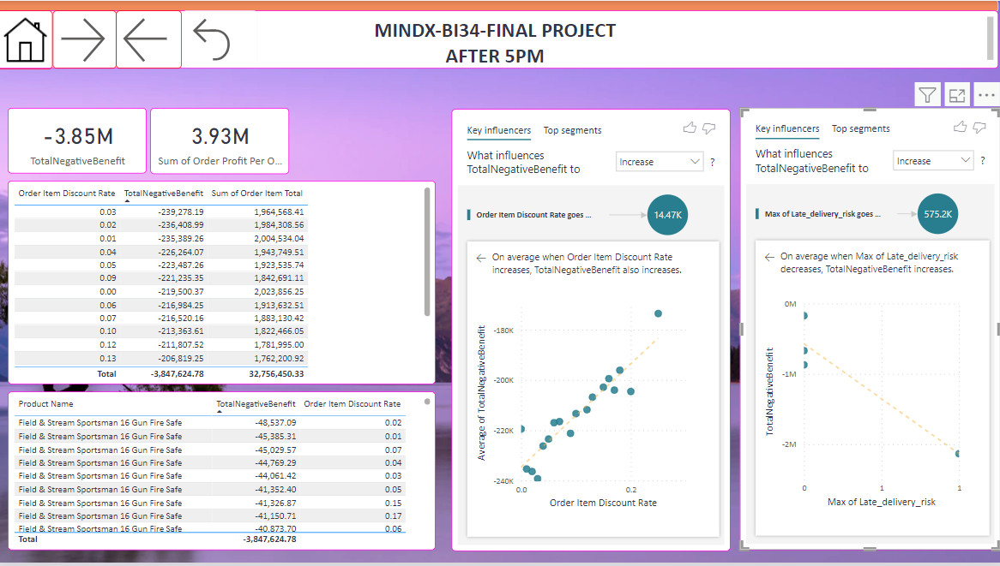 MINDX-BI34-FINAL PROJECT
AFTER 5PM
-3.85M
TotalNegativeBenefit
3.93M
Sum of Order Profit Per O...
Order Item Discount Rate TotalNegativeBenefit Sum of Order Item Total
0.03 -239,278.19 1,964,568.41
0.02 -236,408.99 1,984,308.56
0.01 -235,389.26 2,004,534.04
0.04 -226,264.07 1,943,749.51
0.05 -223,487.26 1,923,535.74
0.09 -221,235.35 1,842,691.11
0.00 -219,500.37 2,023,856.25
0.06 -216,984.25 1,913,632.51
0.07 -216,520.16 1,883,130.42
0.10 -213,363.61 1,822,466.05
0.12 -211,807.52 1,781,995.00
0.13 -206,819.25 1,762,200.92
Total -3,847,624.78 32,756,450.33
Product Name TotalNegativeBenefit Order Item Discount Rate
Field & Stream Sportsman 16 Gun Fire Safe -48,537.09 0.02
Field & Stream Sportsman 16 Gun Fire Safe -45,385.31 0.01
Field & Stream Sportsman 16 Gun Fire Safe -45,029.57 0.07
Field & Stream Sportsman 16 Gun Fire Safe -44,769.29 0.04
Field & Stream Sportsman 16 Gun Fire Safe -44,061.42 0.03
Field & Stream Sportsman 16 Gun Fire Safe -41,352.40 0.05
Field & Stream Sportsman 16 Gun Fire Safe -41,326.87 0.15
Field & Stream Sportsman 16 Gun Fire Safe -41,150.71 0.17
Field & Stream Sportsman 16 Gun Fire Safe -40,873.70 0.06
Total -3,847,624.78
Key influencers Top segments
What influences
TotalNegativeBenefit to
Increase ?
Order Item Discount Rate goes ... 14.47K
On average when Order Item Discount Rate
increases, TotalNegativeBenefit also increases.
Average of TotalNegativeBenefit
-180K
-200K
-220K
-240K
0.0 0.2
Order Item Discount Rate
Key influencers Top segments
What influences
TotalNegativeBenefit to
Increase ?
Max of Late_delivery_risk goes ... 575.2K
On average when Max of Late_delivery_risk
decreases, TotalNegativeBenefit increases.
TotalNegativeBenefit
0M
-1M
-2M
0 1 1
Max of Late_delivery_risk